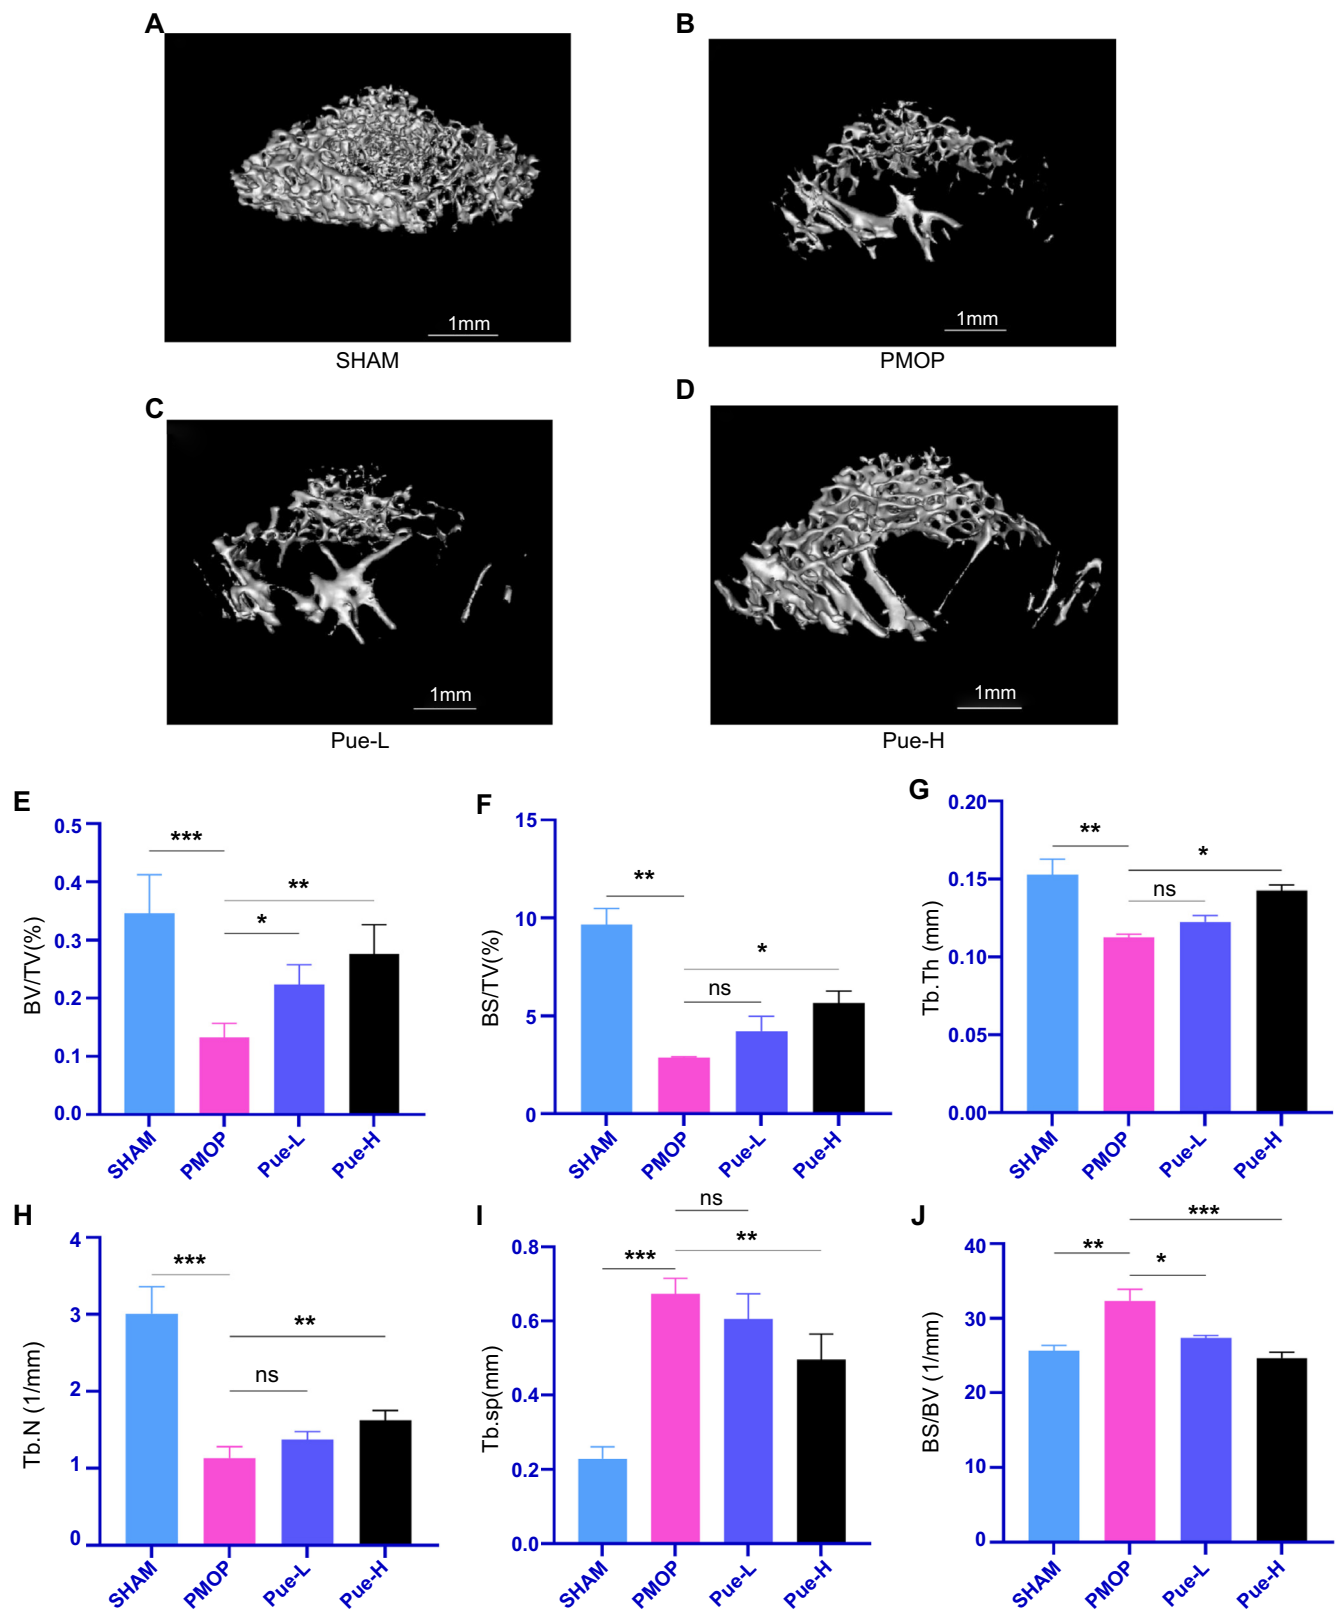 A
1mm
SHAM
B
1mm
PMOP
C
1mm
Pue-L
D
1mm
Pue-H
E
BV/TV(%)
0.5
0.4
0.3
0.2
0.1
0.0
***
**
*
SHAM
PMOP
Pue-L
Pue-H
F
BS/TV(%)
15
10
5
0
**
*
ns
SHAM
PMOP
Pue-L
Pue-H
G
Tb.Th (mm)
0.20
0.15
0.10
0.05
0.00
**
*
ns
SHAM
PMOP
Pue-L
Pue-H
H
Tb.N (1/mm)
4
3
2
1
0
***
**
ns
SHAM
PMOP
Pue-L
Pue-H
I
Tb.sp(mm)
0.8
0.6
0.4
0.2
0.0
ns
**
***
SHAM
PMOP
Pue-L
Pue-H
J
BS/BV (1/mm)
40
30
20
10
0
***
**
*
SHAM
PMOP
Pue-L
Pue-H